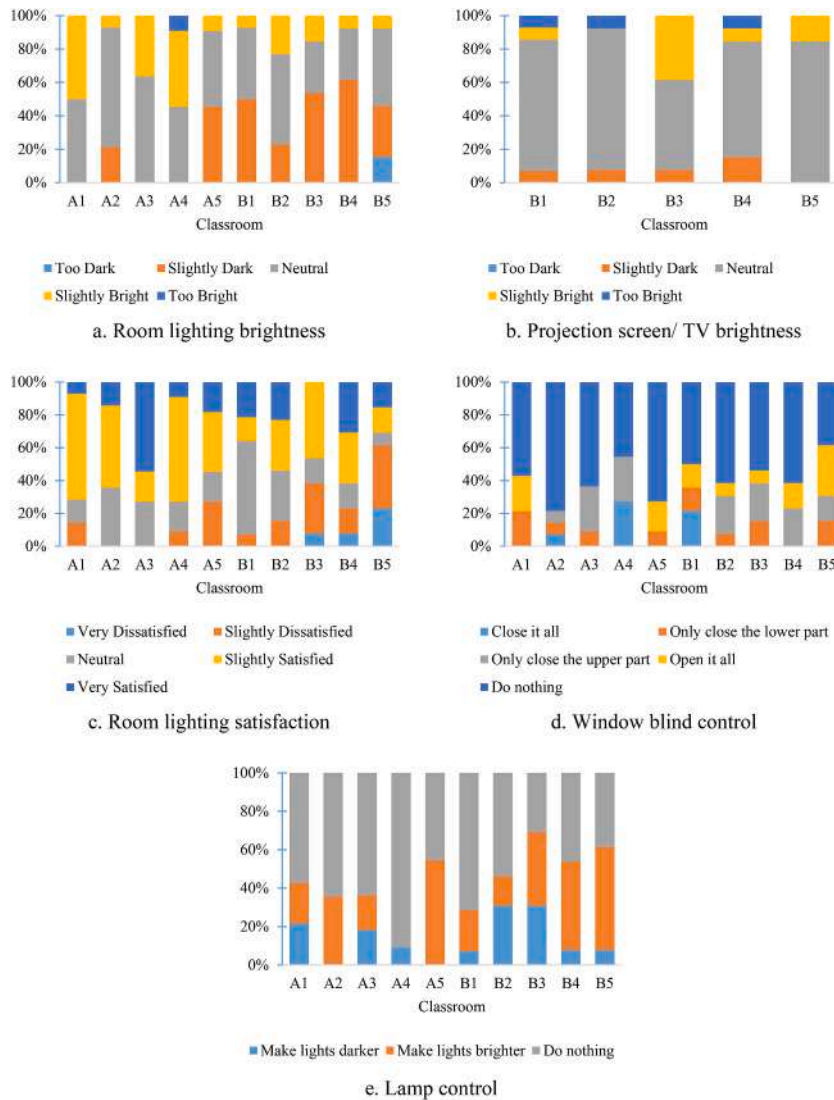 100%
80%
60%
40%
20%
0%
A1 A2 A3 A4 A5 B1 B2 B3 B4 B5
Classroom
Too Dark Slightly Dark Neutral
Slightly Bright Too Bright
a. Room lighting brightness
100%
80%
60%
40%
20%
0%
B1 B2 B3 B4 B5
Classroom
Too Dark Slightly Dark Neutral
Slightly Bright Too Bright
b. Projection screen/ TV brightness
100%
80%
60%
40%
20%
0%
A1 A2 A3 A4 A5 B1 B2 B3 B4 B5
Classroom
Very Dissatisfied Slightly Dissatisfied
Neutral Slightly Satisfied
Very Satisfied
c. Room lighting satisfaction
100%
80%
60%
40%
20%
0%
A1 A2 A3 A4 A5 B1 B2 B3 B4 B5
Classroom
Close it all Only close the lower part
Only close the upper part Open it all
Do nothing
d. Window blind control
100%
80%
60%
40%
20%
0%
A1 A2 A3 A4 A5 B1 B2 B3 B4 B5
Classroom
Make lights darker Make lights brighter Do nothing
e. Lamp control